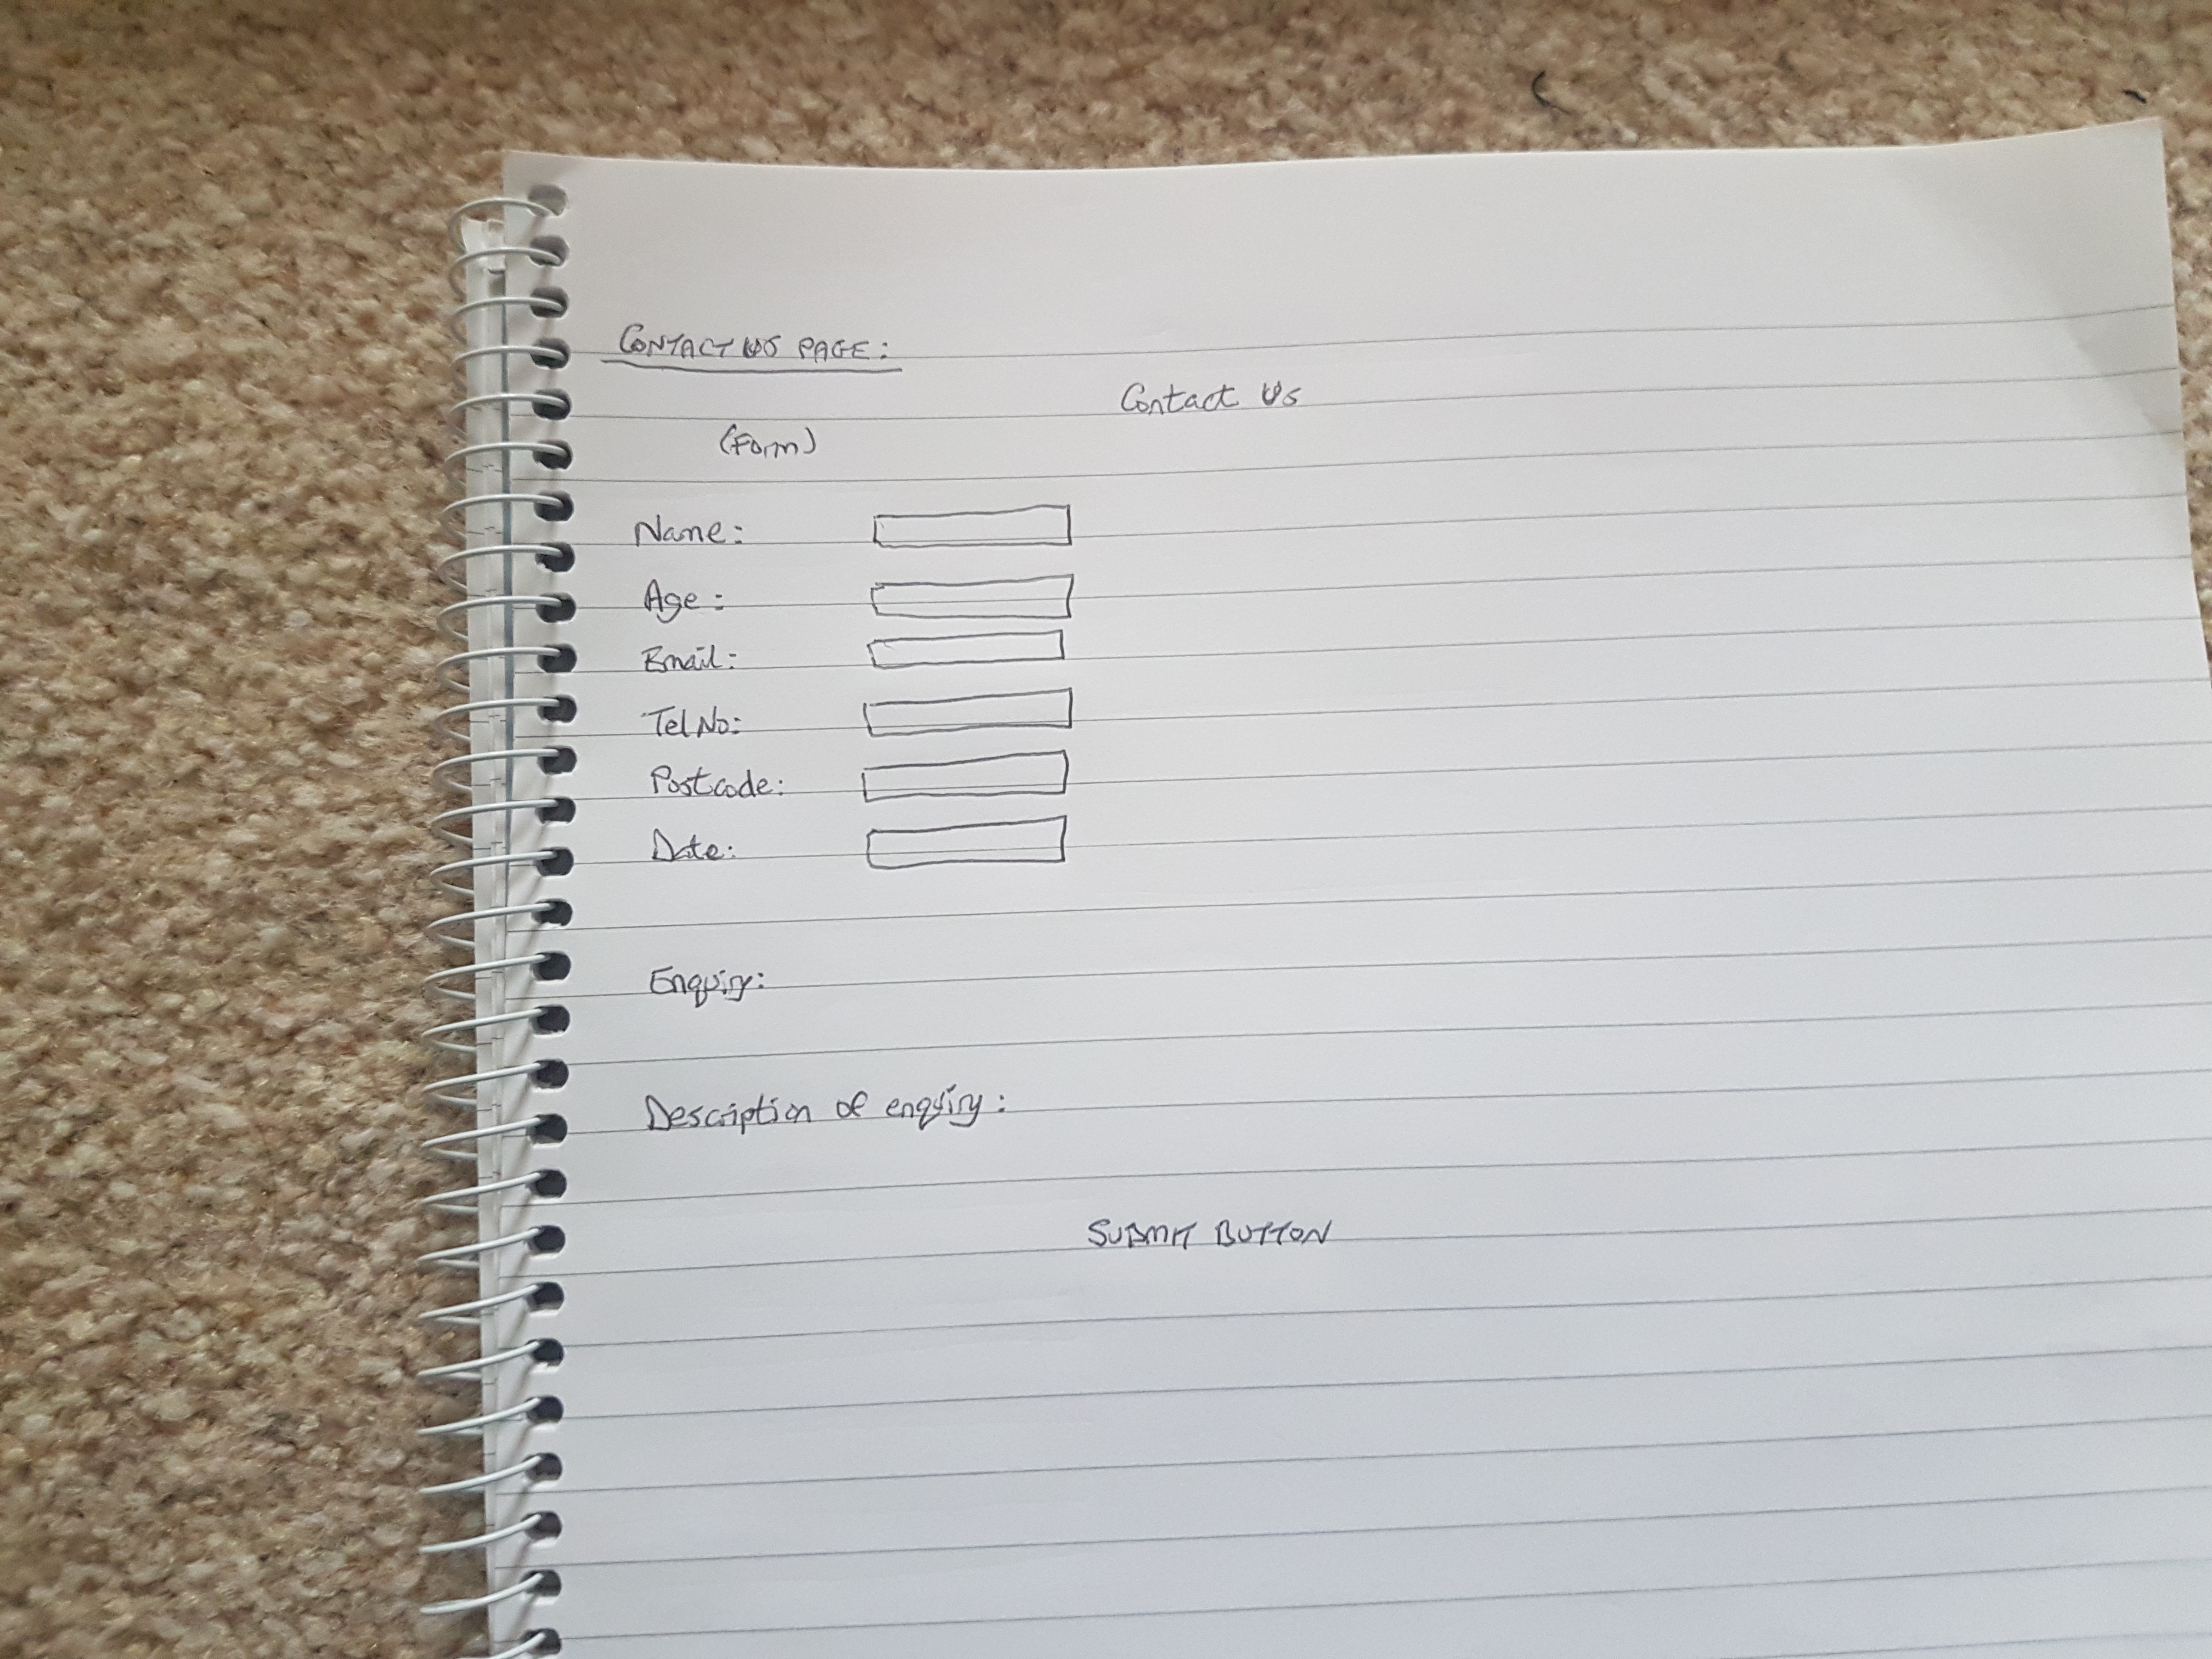 CONTACT US PAGE:
Contact Us
(Form)
Name:
Age:
Email:
Tel No:
Postcode:
Date:
Enquiry:
Description of enquiry:
SUBMIT BUTTON